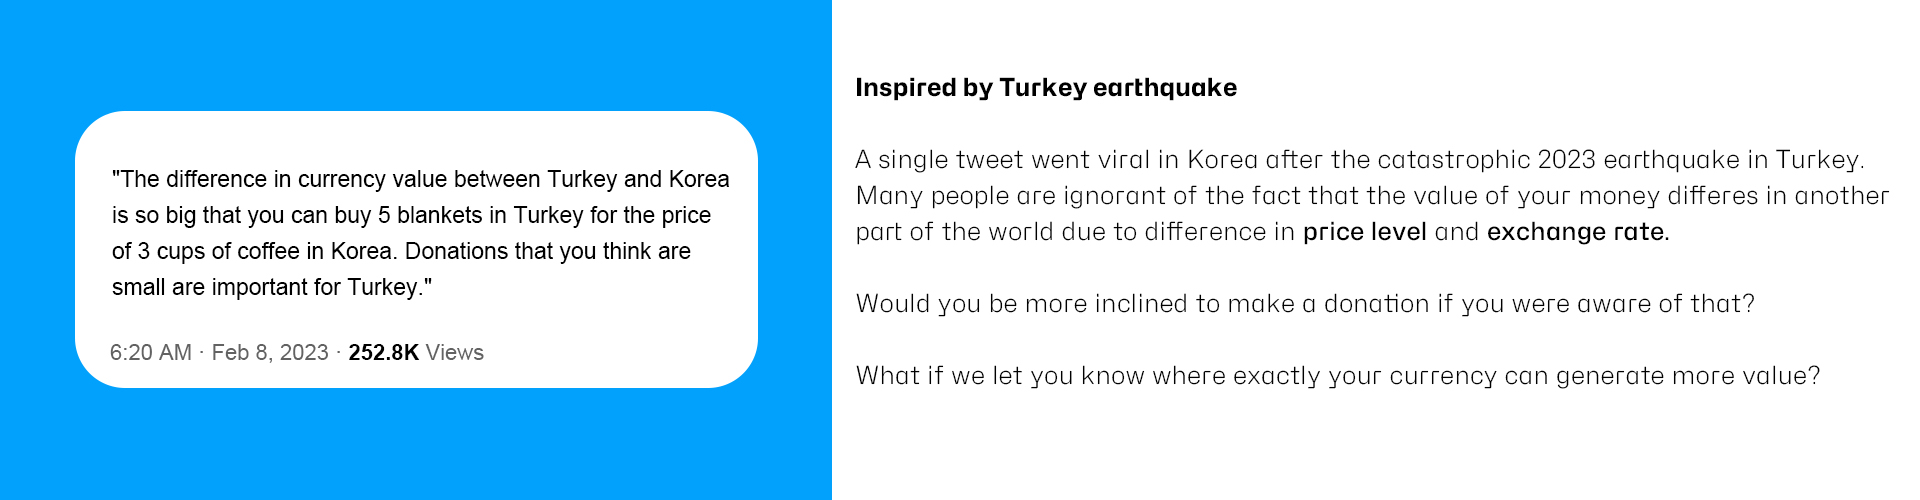 "The difference in currency value between Turkey and Korea
is so big that you can buy 5 blankets in Turkey for the price
of 3 cups of coffee in Korea. Donations that you think are
small are important for Turkey."
6:20 AM · Feb 8, 2023 · 252.8K Views
Inspired by Turkey earthquake
A single tweet went viral in Korea after the catastrophic 2023 earthquake in Turkey.
Many people are ignorant of the fact that the value of your money differes in another
part of the world due to difference in price level and exchange rate.
Would you be more inclined to make a donation if you were aware of that?
What if we let you know where exactly your currency can generate more value?